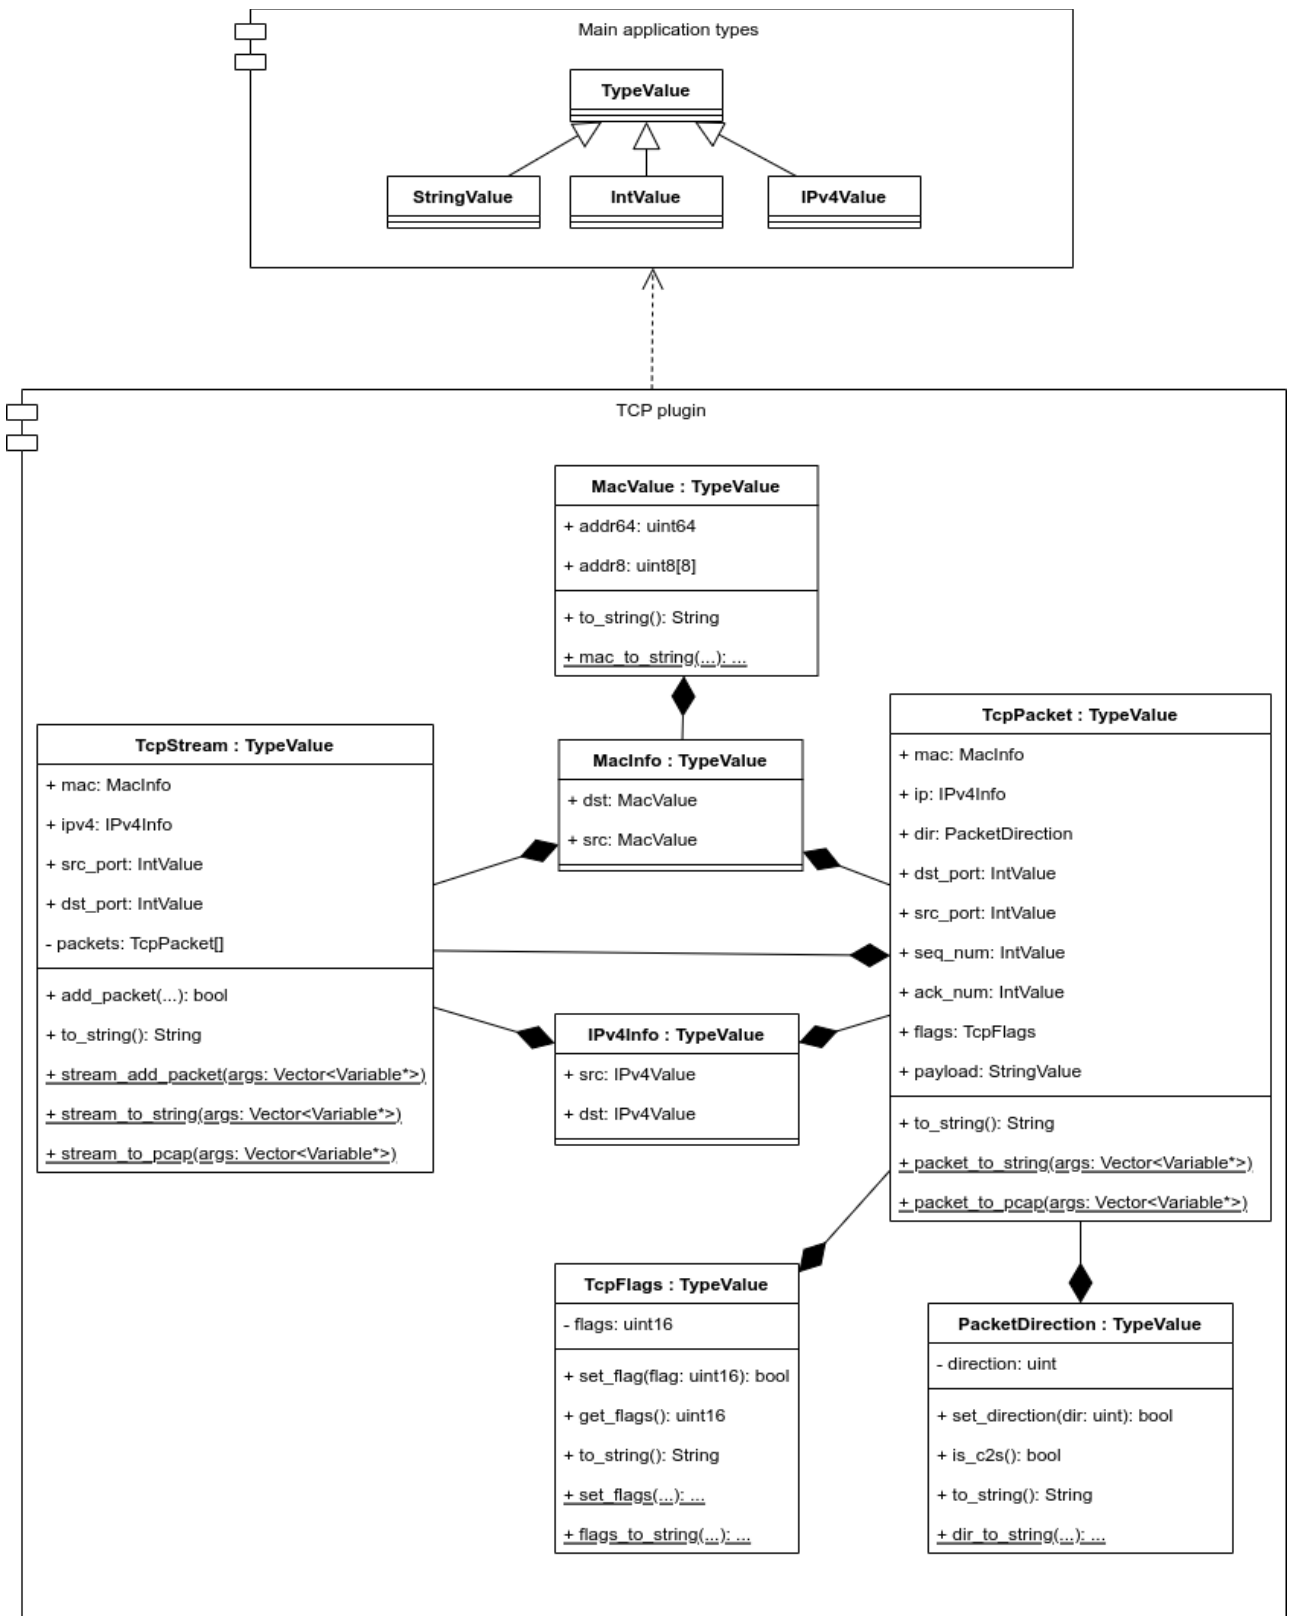 Main application types
TypeValue
StringValue
IntValue
IPv4Value
TCP plugin
MacValue : TypeValue
+ addr64: uint64
+ addr8: uint8[8]
+ to_string(): String
+ mac_to_string(...): ...
TcpStream : TypeValue
+ mac: MacInfo
+ ipv4: IPv4Info
+ src_port: IntValue
+ dst_port: IntValue
- packets: TcpPacket[]
+ add_packet(...): bool
+ to_string(): String
+ stream_add_packet(args: Vector<Variable*>)
+ stream_to_string(args: Vector<Variable*>)
+ stream_to_pcap(args: Vector<Variable*>)
MacInfo : TypeValue
+ dst: MacValue
+ src: MacValue
TcpPacket : TypeValue
+ mac: MacInfo
+ ip: IPv4Info
+ dir: PacketDirection
+ dst_port: IntValue
+ src_port: IntValue
+ seq_num: IntValue
+ ack_num: IntValue
+ flags: TcpFlags
+ payload: StringValue
+ to_string(): String
+ packet_to_string(args: Vector<Variable*>)
+ packet_to_pcap(args: Vector<Variable*>)
IPv4Info : TypeValue
+ src: IPv4Value
+ dst: IPv4Value
TcpFlags : TypeValue
- flags: uint16
+ set_flag(flag: uint16): bool
+ get_flags(): uint16
+ to_string(): String
+ set_flags(...): ...
+ flags_to_string(...): ...
PacketDirection : TypeValue
- direction: uint
+ set_direction(dir: uint): bool
+ is_c2s(): bool
+ to_string(): String
+ dir_to_string(...): ...